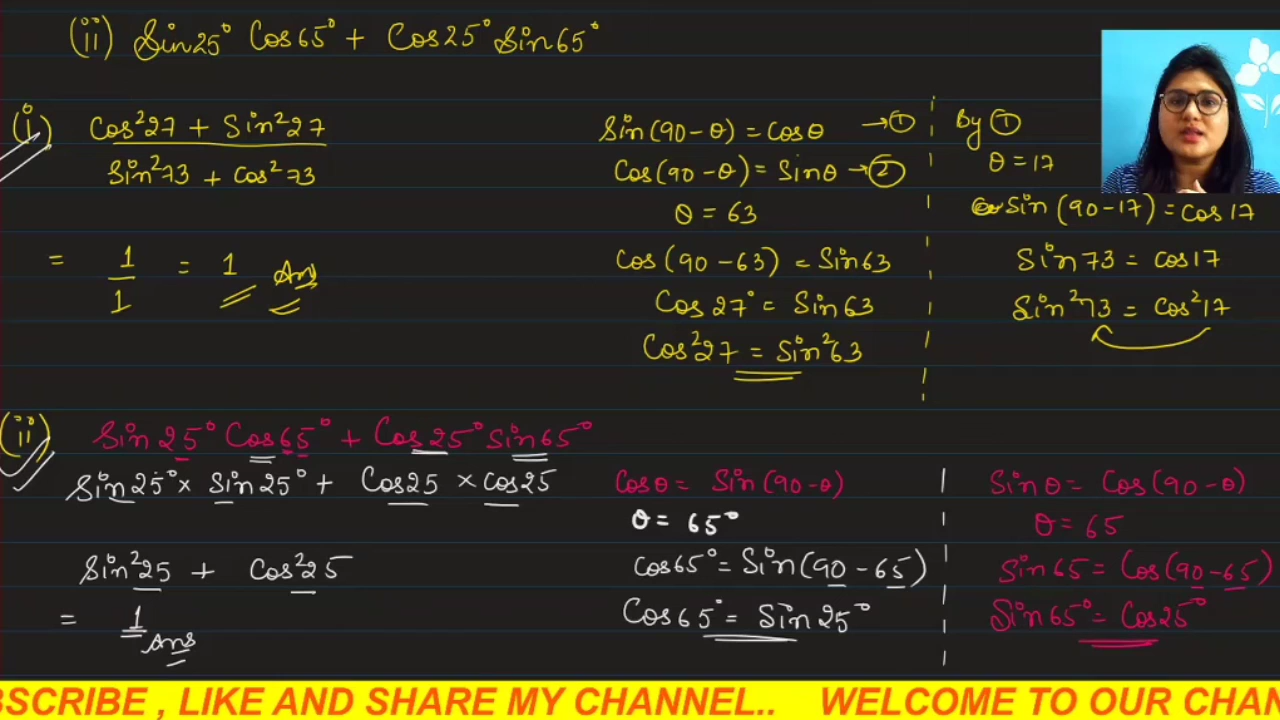 (ii) Sin25° Cos65° + Cos25° Sin65°
(i) Cos²27 + Sin²27
Sin²73 + cos²73
= 1
1
= 1 Ans
Sin(90-θ) = Cosθ →①
Cos(90-θ) = Sinθ →②
θ = 63
Cos(90-63) = Sin63
Cos27° = Sin63
Cos²27 = Sin²63
By ①
θ = 17
Sin(90-17) = Cos17
Sin73 = Cos17
Sin²73 = Cos²17
(ii) Sin25° Cos65° + Cos25° Sin65°
Sin25° × Sin25° + Cos25 × Cos25
Sin²25 + Cos²25
= 1 Ans
Cosθ = Sin(90-θ)
θ = 65°
Cos65° = Sin(90-65)
Cos65° = Sin25°
Sinθ = Cos(90-θ)
θ = 65
Sin65 = Cos(90-65)
Sin65° = Cos25°
BSCRIBE , LIKE AND SHARE MY CHANNEL.. WELCOME TO OUR CHAN